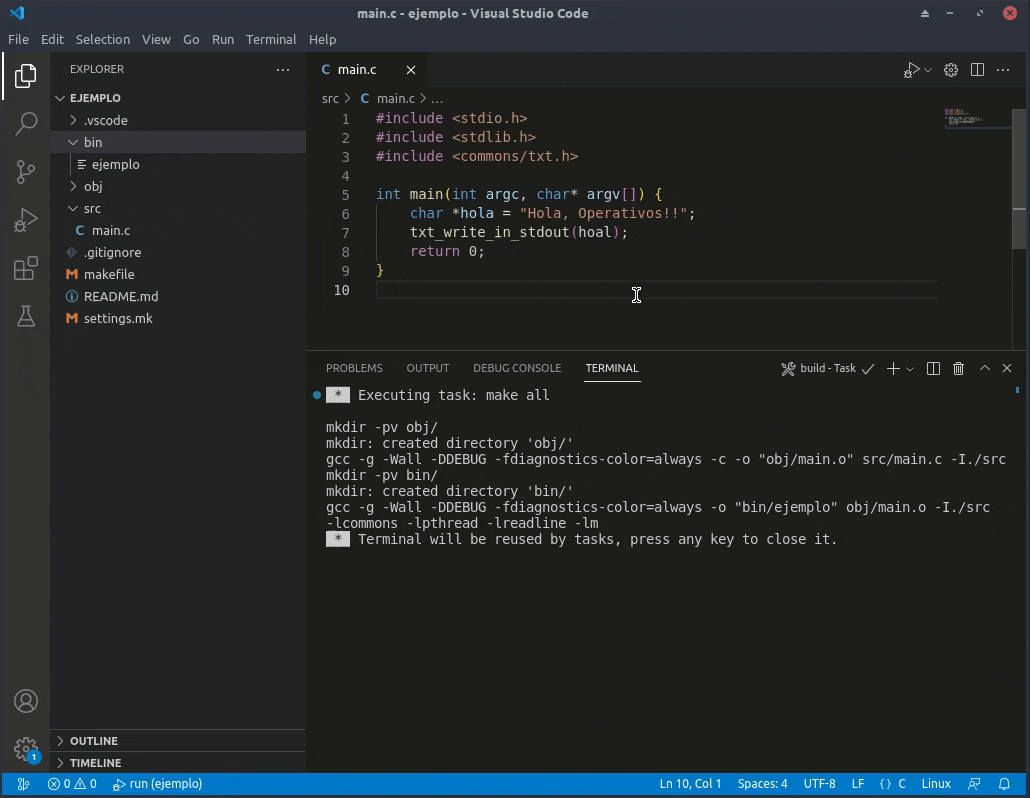 main.c - ejemplo - Visual Studio Code
File Edit Selection View Go Run Terminal Help
EXPLORER
EJEMPLO
.vscode
bin
ejemplo
obj
src
main.c
.gitignore
makefile
README.md
settings.mk
OUTLINE
TIMELINE
main.c
src > main.c > ...
1 #include <stdio.h>
2 #include <stdlib.h>
3 #include <commons/txt.h>
4
5 int main(int argc, char* argv[]) {
6 char *hola = "Hola, Operativos!!";
7 txt_write_in_stdout(hoal);
8 return 0;
9 }
10
PROBLEMS OUTPUT DEBUG CONSOLE TERMINAL build - Task
* Executing task: make all
mkdir -pv obj/
mkdir: created directory 'obj/'
gcc -g -Wall -DDEBUG -fdiagnostics-color=always -c -o "obj/main.o" src/main.c -I./src
mkdir -pv bin/
mkdir: created directory 'bin/'
gcc -g -Wall -DDEBUG -fdiagnostics-color=always -o "bin/ejemplo" obj/main.o -I./src
-lcommons -lpthread -lreadline -lm
* Terminal will be reused by tasks, press any key to close it.
1
0 0 run (ejemplo) Ln 10, Col 1 Spaces: 4 UTF-8 LF {} C Linux